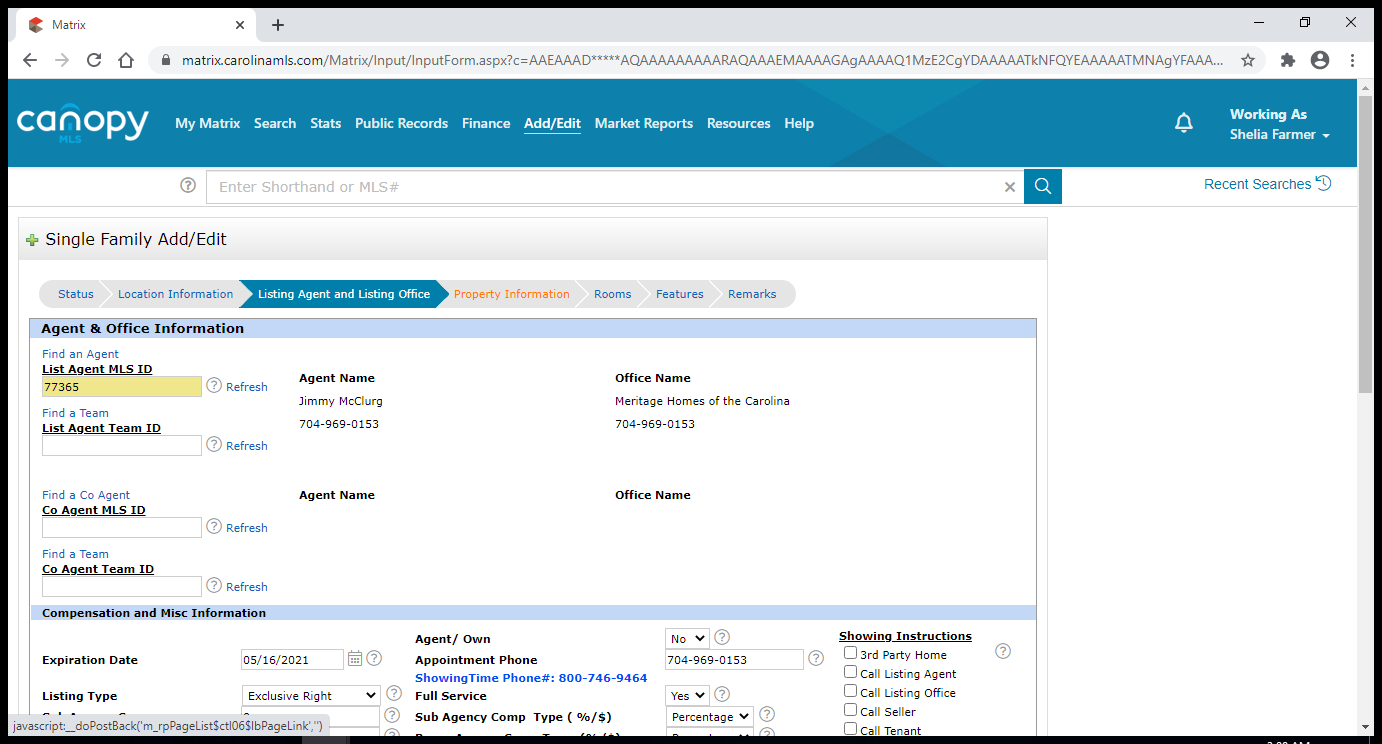 Matrix
matrix.carolinamls.com/Matrix/Input/InputForm.aspx?c=AAEAAAD*****AQAAAAAAAAARAQAAAEMAAAAGAgAAAAQ1MzE2CgYDAAAAATkNFQYEAAAAATMNAgYFAAA...
canopy
MLS
My Matrix Search Stats Public Records Finance Add/Edit Market Reports Resources Help
Working As
Shelia Farmer
Enter Shorthand or MLS#
Recent Searches
Single Family Add/Edit
Status Location Information Listing Agent and Listing Office Property Information Rooms Features Remarks
Agent & Office Information
Find an Agent
List Agent MLS ID
77365 Refresh
Agent Name Office Name
Jimmy McClurg Meritage Homes of the Carolina
704-969-0153 704-969-0153
Find a Team
List Agent Team ID
Refresh
Find a Co Agent
Agent Name Office Name
Co Agent MLS ID
Refresh
Find a Team
Co Agent Team ID
Refresh
Compensation and Misc Information
Agent/ Own No
Showing Instructions
Expiration Date 05/16/2021
Appointment Phone 704-969-0153
3rd Party Home
ShowingTime Phone#: 800-746-9464
Call Listing Agent
Listing Type Exclusive Right
Full Service Yes
Call Listing Office
Call Seller
Sub Agency Comp Type ( %/$) Percentage
Call Tenant
javascript:__doPostBack('m_rpPageList$ctl06$lbPageLink','')